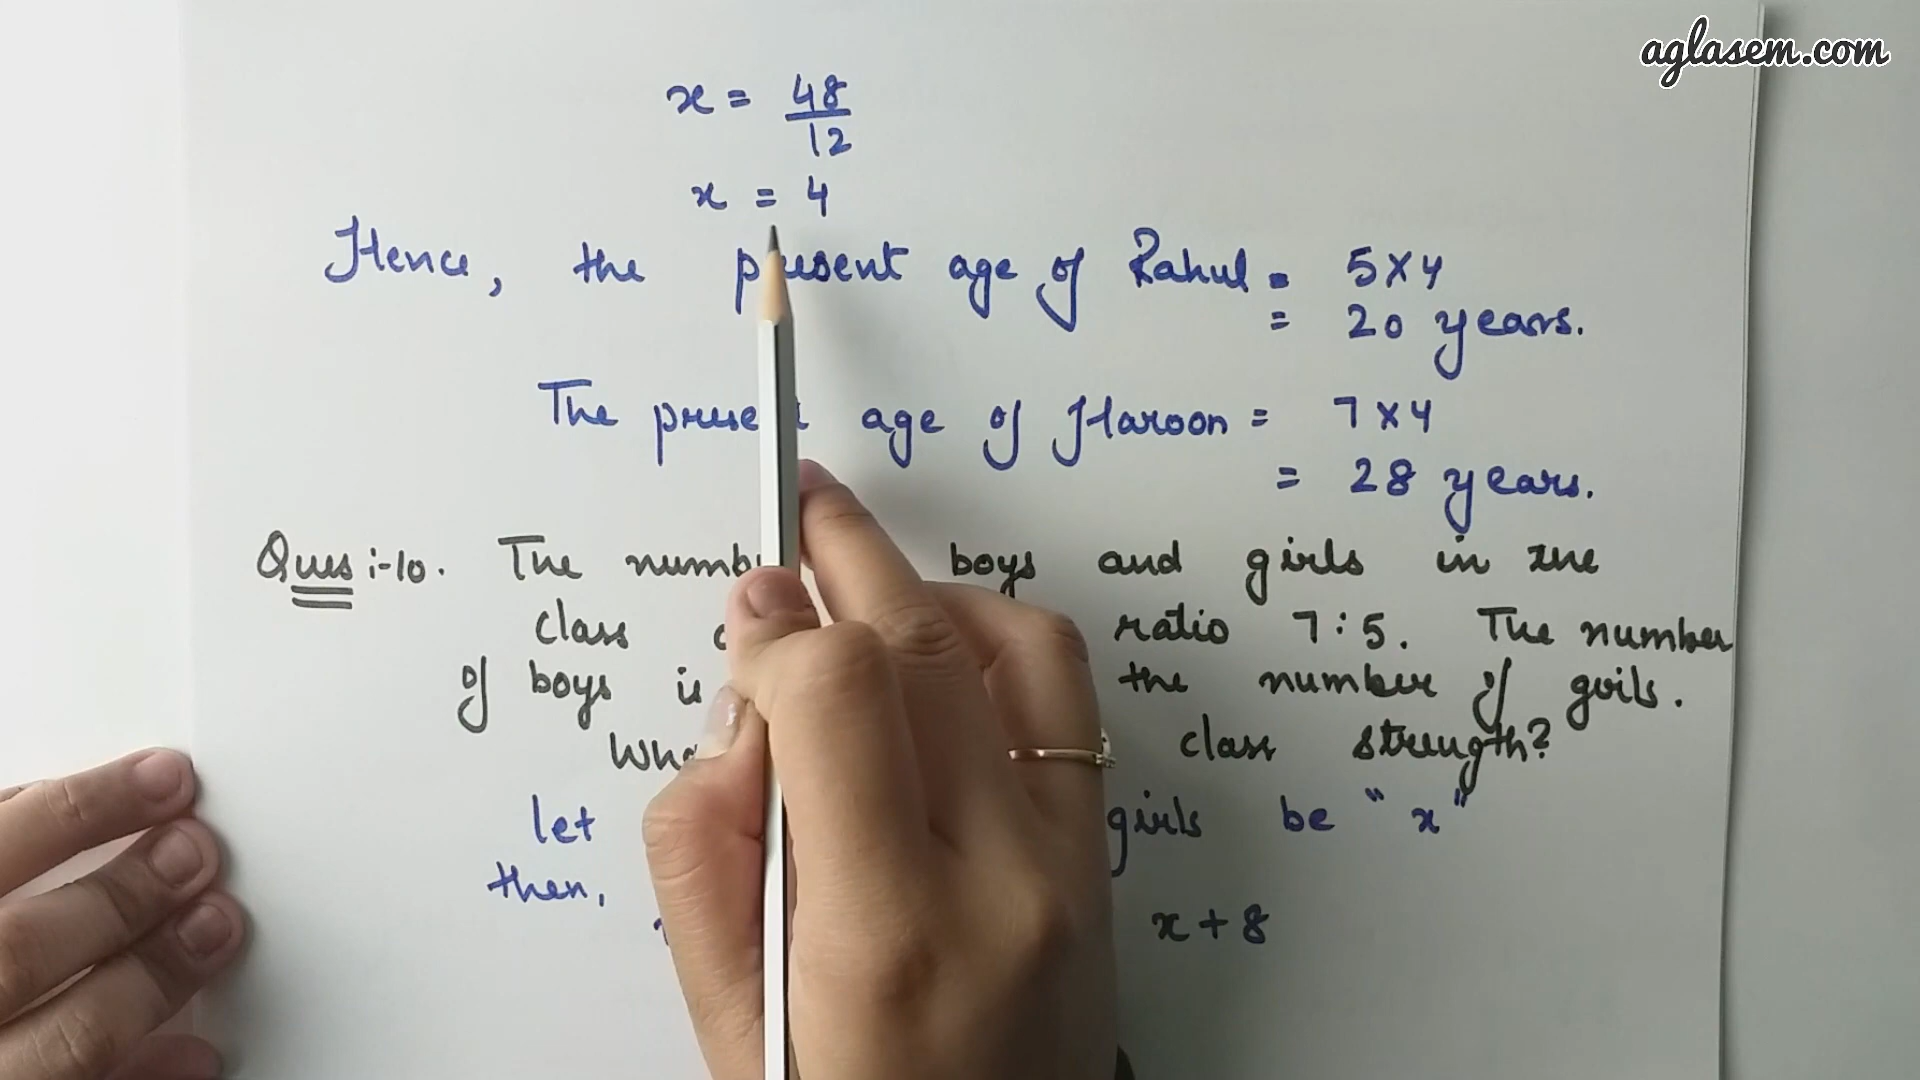 aglasem.com
x = 48
12
x = 4
Hence, the present age of Rahul = 5×4
= 20 years.
The present age of Haroon = 7×4
= 28 years.
Ques:-10. The boys and girls in the
class ratio 7:5. The number
of boys is the number of girls.
class strength?
let girls be "x"
then,
x + 8